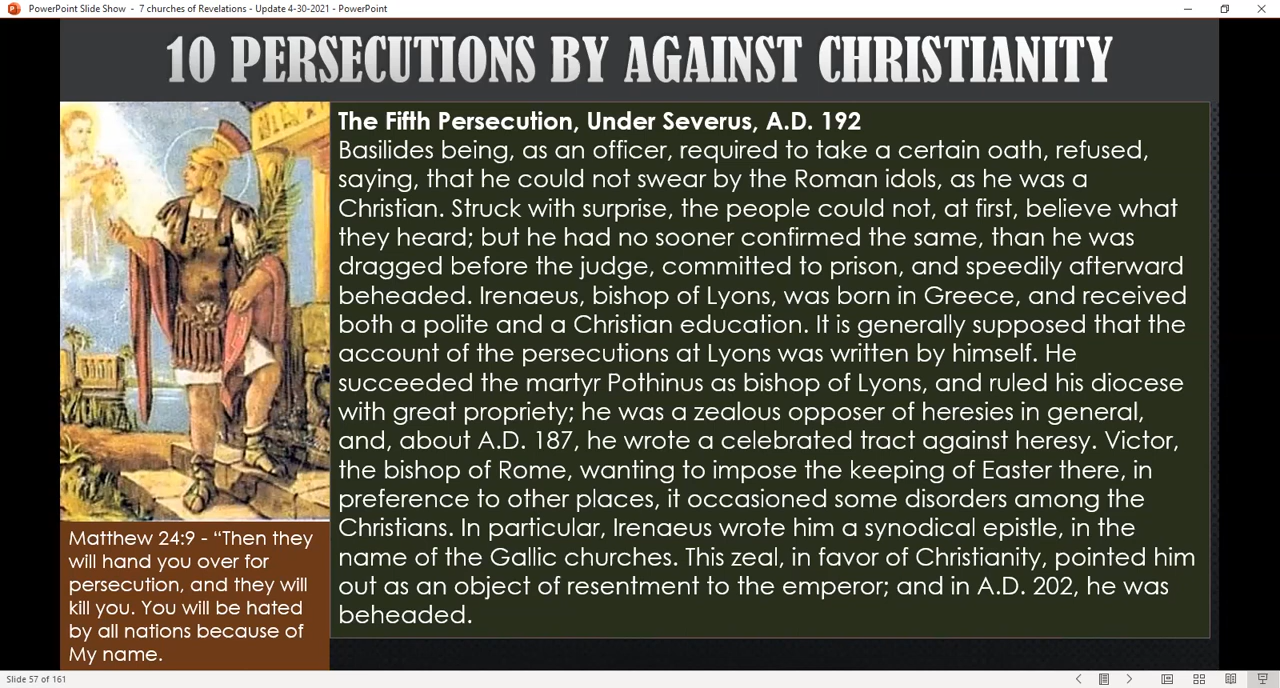 PowerPoint Slide Show - 7 churches of Revelations - Update 4-30-2021 - PowerPoint
10 PERSECUTIONS BY AGAINST CHRISTIANITY
The Fifth Persecution, Under Severus, A.D. 192
Basilides being, as an officer, required to take a certain oath, refused,
saying, that he could not swear by the Roman idols, as he was a
Christian. Struck with surprise, the people could not, at first, believe what
they heard; but he had no sooner confirmed the same, than he was
dragged before the judge, committed to prison, and speedily afterward
beheaded. Irenaeus, bishop of Lyons, was born in Greece, and received
both a polite and a Christian education. It is generally supposed that the
account of the persecutions at Lyons was written by himself. He
succeeded the martyr Pothinus as bishop of Lyons, and ruled his diocese
with great propriety; he was a zealous opposer of heresies in general,
and, about A.D. 187, he wrote a celebrated tract against heresy. Victor,
the bishop of Rome, wanting to impose the keeping of Easter there, in
preference to other places, it occasioned some disorders among the
Christians. In particular, Irenaeus wrote him a synodical epistle, in the
name of the Gallic churches. This zeal, in favor of Christianity, pointed him
out as an object of resentment to the emperor; and in A.D. 202, he was
beheaded.
Matthew 24:9 - “Then they
will hand you over for
persecution, and they will
kill you. You will be hated
by all nations because of
My name.
Slide 57 of 161